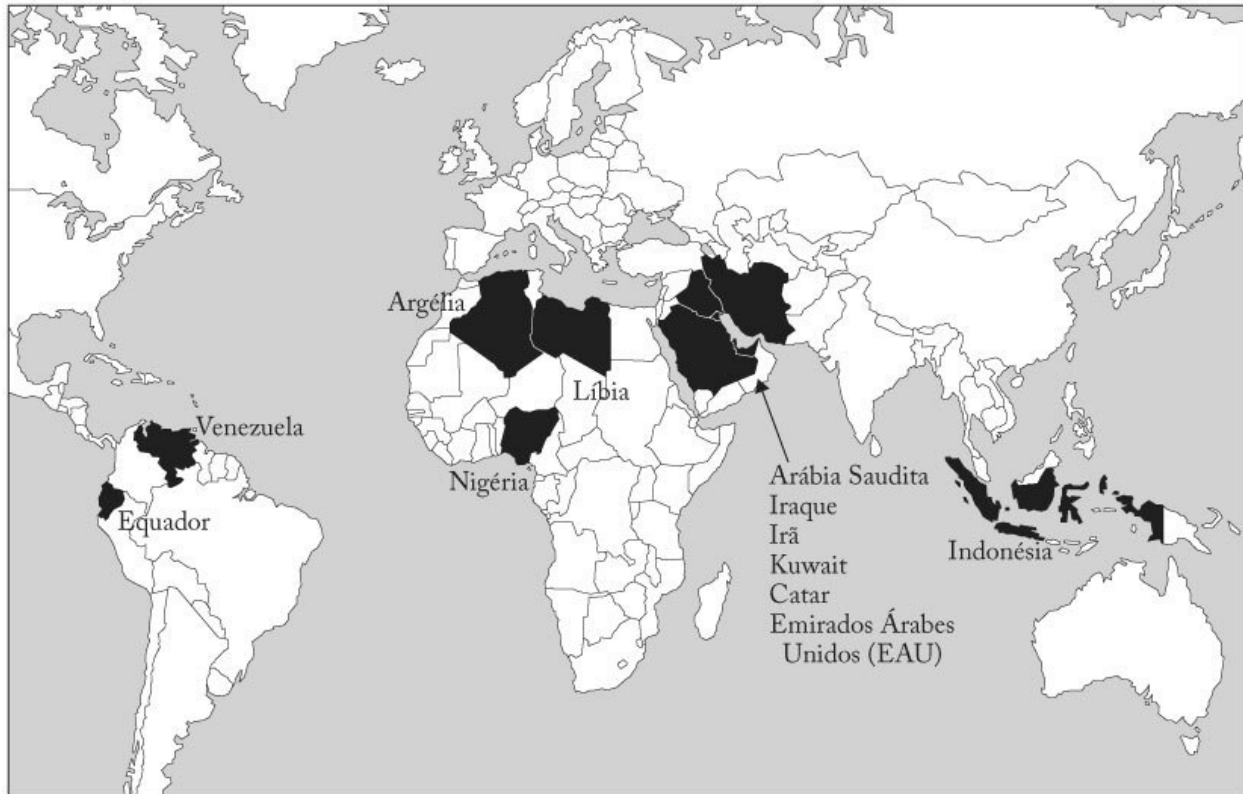 Argélia
Líbia
Venezuela
Nigéria
Equador
Arábia Saudita
Iraque
Irã
Kuwait
Catar
Emirados Árabes
Unidos (EAU)
Indonésia